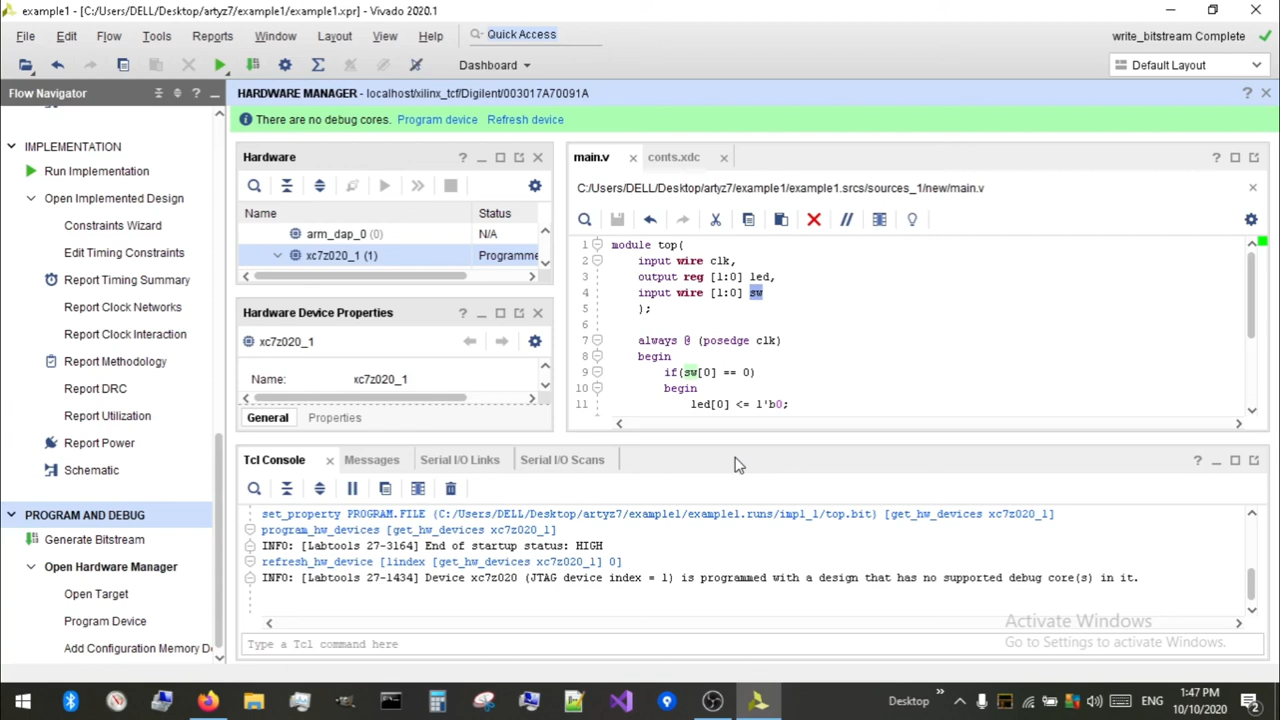 example1 - [C:/Users/DELL/Desktop/artyz7/example1/example1.xpr] - Vivado 2020.1
File Edit Flow Tools Reports Window Layout View Help Quick Access
write_bitstream Complete
Dashboard
Default Layout
Flow Navigator
HARDWARE MANAGER - localhost/xilinx_tcf/Digilent/003017A70091A
There are no debug cores. Program device Refresh device
IMPLEMENTATION
Run Implementation
Open Implemented Design
Constraints Wizard
Edit Timing Constraints
Report Timing Summary
Report Clock Networks
Report Clock Interaction
Report Methodology
Report DRC
Report Utilization
Report Power
Schematic
PROGRAM AND DEBUG
Generate Bitstream
Open Hardware Manager
Open Target
Program Device
Add Configuration Memory D
Hardware
Name Status
arm_dap_0 (0) N/A
xc7z020_1 (1) Programme
Hardware Device Properties
xc7z020_1
Name: xc7z020_1
General Properties
main.v conts.xdc
C:/Users/DELL/Desktop/artyz7/example1/example1.srcs/sources_1/new/main.v
1 module top(
2 input wire clk,
3 output reg [1:0] led,
4 input wire [1:0] sw
5 );
6
7 always @ (posedge clk)
8 begin
9 if(sw[0] == 0)
10 begin
11 led[0] <= 1'b0;
Tcl Console Messages Serial I/O Links Serial I/O Scans
set_property PROGRAM.FILE {C:/Users/DELL/Desktop/artyz7/example1/example1.runs/impl_1/top.bit} [get_hw_devices xc7z020_1]
program_hw_devices [get_hw_devices xc7z020_1]
INFO: [Labtools 27-3164] End of startup status: HIGH
refresh_hw_device [lindex [get_hw_devices xc7z020_1] 0]
INFO: [Labtools 27-1434] Device xc7z020 (JTAG device index = 1) is programmed with a design that has no supported debug core(s) in it.
Type a Tcl command here
Activate Windows
Go to Settings to activate Windows.
Desktop
ENG
1:47 PM
10/10/2020
2